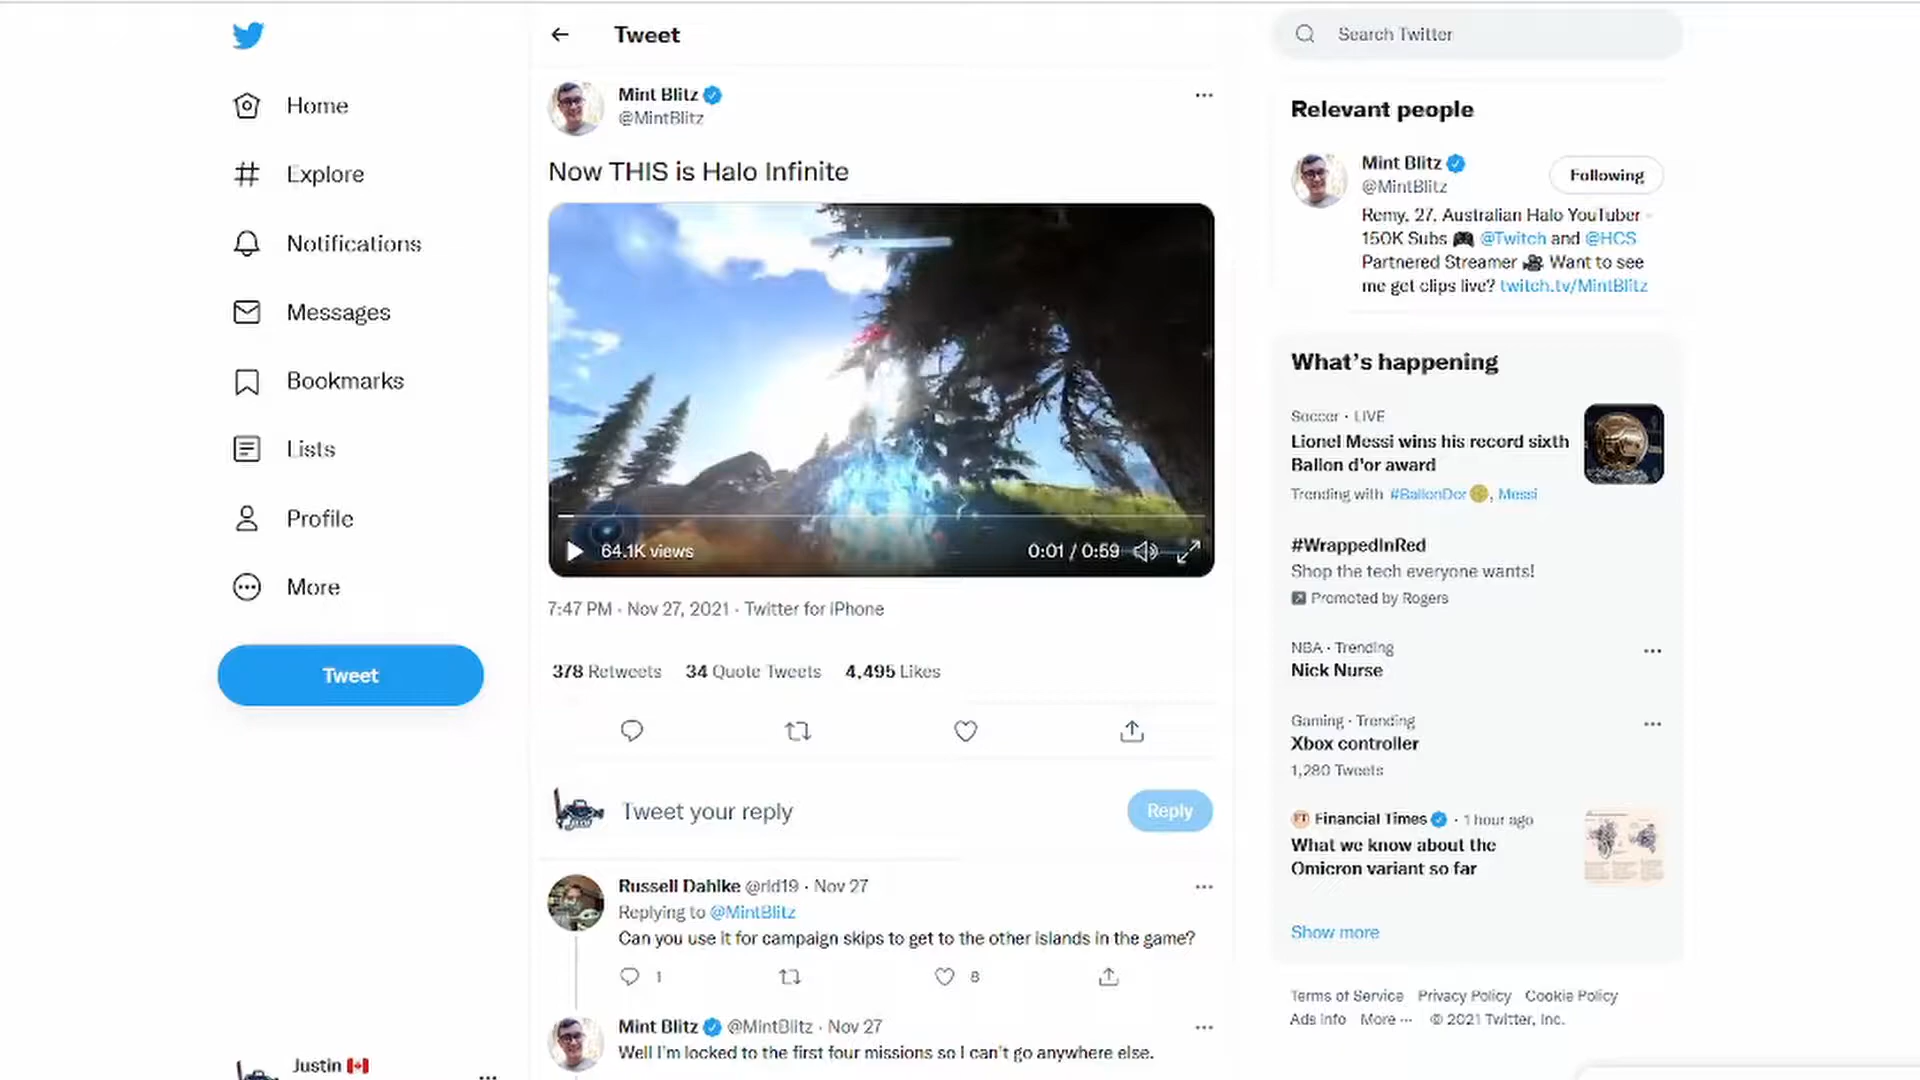 Home
Explore
Notifications
Messages
Bookmarks
Lists
Profile
More
Tweet
Justin
Tweet
Mint Blitz
@MintBlitz
Now THIS is Halo Infinite
64.1K views
0:01 / 0:59
7:47 PM · Nov 27, 2021 · Twitter for iPhone
378 Retweets 34 Quote Tweets 4,495 Likes
Tweet your reply
Reply
Russell Dahlke @rld19 · Nov 27
Replying to @MintBlitz
Can you use it for campaign skips to get to the other islands in the game?
1
8
Mint Blitz @MintBlitz · Nov 27
Well I'm locked to the first four missions so I can't go anywhere else.
Search Twitter
Relevant people
Mint Blitz
@MintBlitz
Following
Remy. 27. Australian Halo YouTuber -
150K Subs 🎮 @Twitch and @HCS
Partnered Streamer 🎥 Want to see
me get clips live? twitch.tv/MintBlitz
What's happening
Soccer · LIVE
Lionel Messi wins his record sixth
Ballon d'or award
Trending with #BallonDor, Messi
#WrappedInRed
Shop the tech everyone wants!
Promoted by Rogers
NBA · Trending
Nick Nurse
Gaming · Trending
Xbox controller
1,280 Tweets
FT Financial Times · 1 hour ago
What we know about the
Omicron variant so far
Show more
Terms of Service Privacy Policy Cookie Policy
Ads info More ··· © 2021 Twitter, Inc.